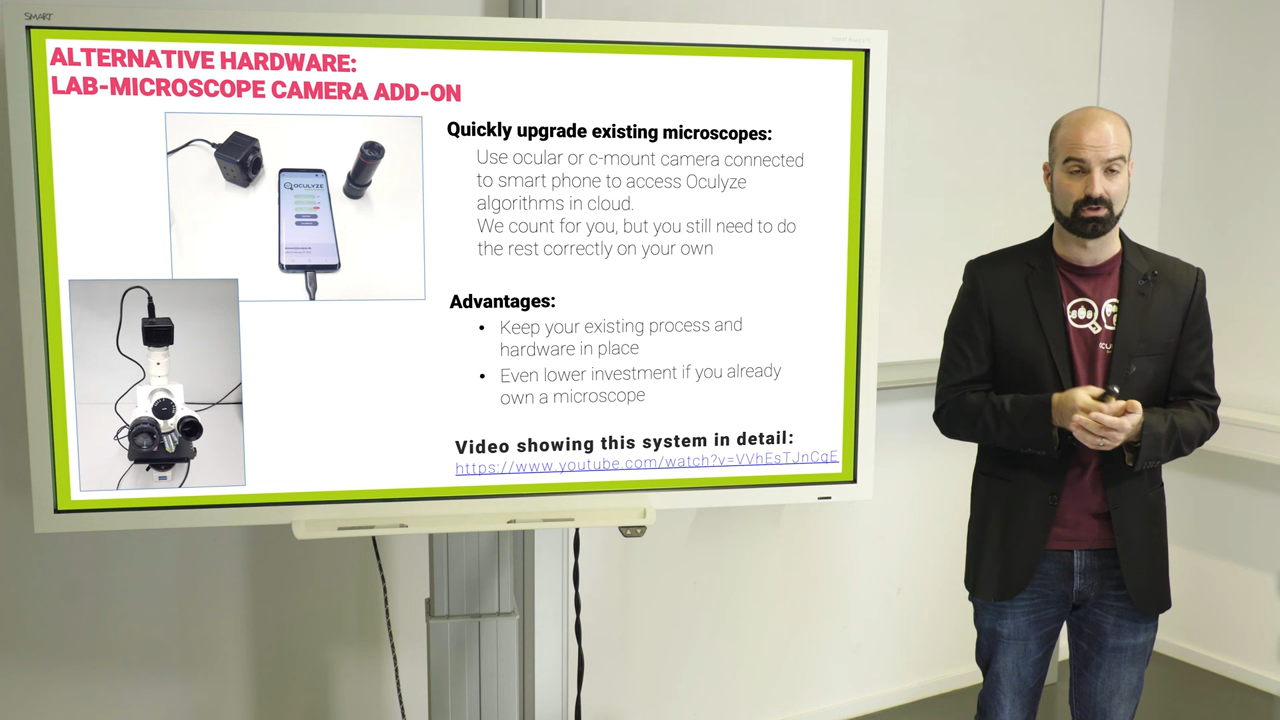 SMART
ALTERNATIVE HARDWARE:
LAB-MICROSCOPE CAMERA ADD-ON
OCULYZE
Quickly upgrade existing microscopes:
Use ocular or c-mount camera connected
to smart phone to access Oculyze
algorithms in cloud.
We count for you, but you still need to do
the rest correctly on your own
Advantages:
• Keep your existing process and
hardware in place
• Even lower investment if you already
own a microscope
Video showing this system in detail:
https://www.youtube.com/watch?v=VVhEsTJnCqE